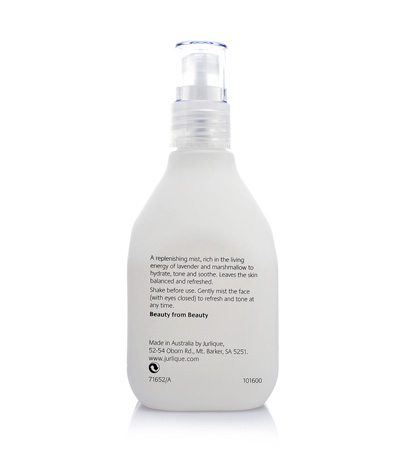 A replenishing mist, rich in the living
energy of lavender and marshmallow to
hydrate, tone and soothe. Leaves the skin
balanced and refreshed.
Shake before use. Gently mist the face
(with eyes closed) to refresh and tone at
any time.
Beauty from Beauty
Made in Australia by Jurlique,
52-54 Oborn Rd., Mt. Barker, SA 5251.
www.jurlique.com
71652/A 101600